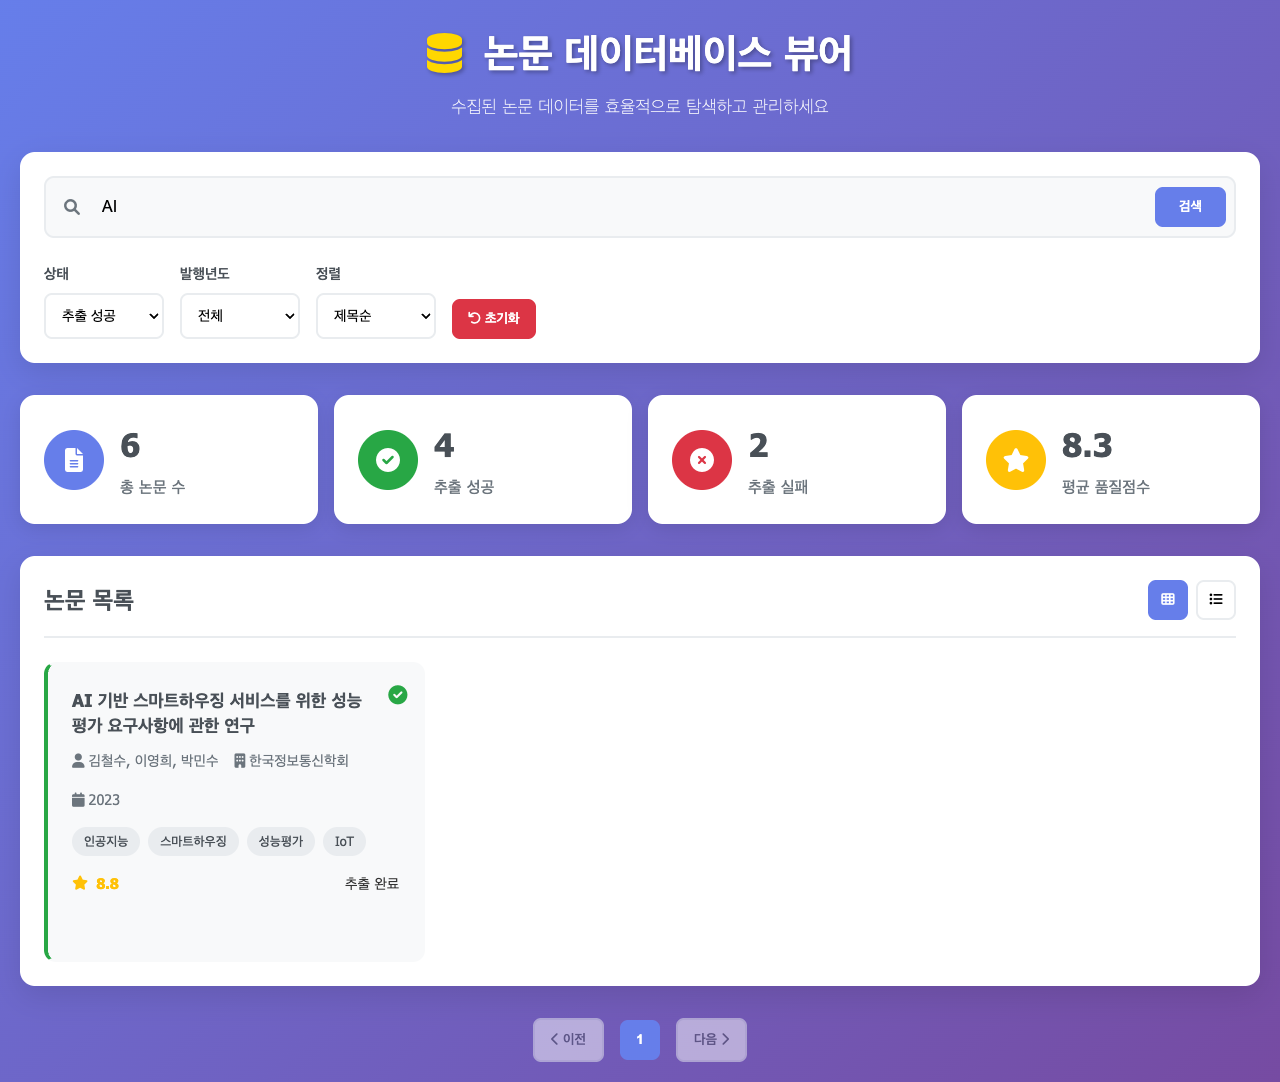 논문 데이터베이스 뷰어
수집된 논문 데이터를 효율적으로 탐색하고 관리하세요
AI
검색
상태
발행년도
정렬
추출 성공
전체
제목순
초기화
6
총 논문 수
4
추출 성공
2
추출 실패
8.3
평균 품질점수
논문 목록
AI 기반 스마트하우징 서비스를 위한 성능
평가 요구사항에 관한 연구
김철수, 이영희, 박민수 한국정보통신학회
2023
인공지능 스마트하우징 성능평가 IoT
8.8
추출 완료
이전
1
다음